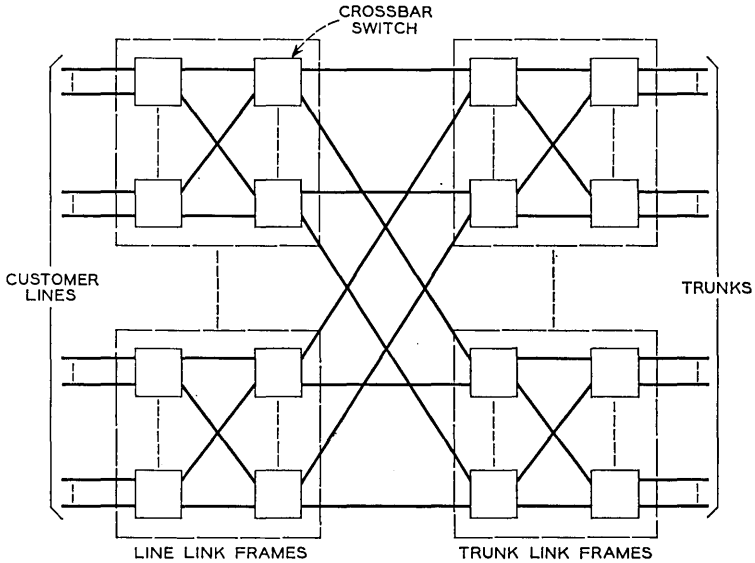 CROSSBAR
SWITCH
CUSTOMER
LINES
TRUNKS
LINE LINK FRAMES
TRUNK LINK FRAMES